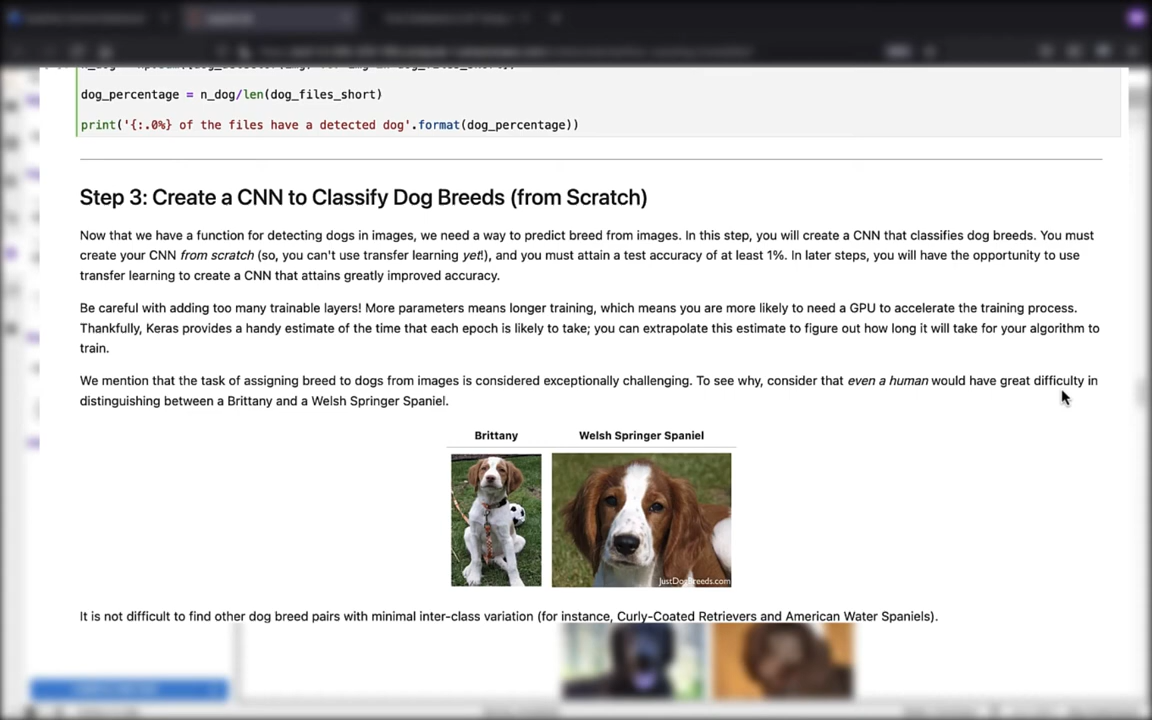 dog_percentage = n_dog/len(dog_files_short)
print('{:.0%} of the files have a detected dog'.format(dog_percentage))
Step 3: Create a CNN to Classify Dog Breeds (from Scratch)
Now that we have a function for detecting dogs in images, we need a way to predict breed from images. In this step, you will create a CNN that classifies dog breeds. You must
create your CNN from scratch (so, you can't use transfer learning yet!), and you must attain a test accuracy of at least 1%. In later steps, you will have the opportunity to use
transfer learning to create a CNN that attains greatly improved accuracy.
Be careful with adding too many trainable layers! More parameters means longer training, which means you are more likely to need a GPU to accelerate the training process.
Thankfully, Keras provides a handy estimate of the time that each epoch is likely to take; you can extrapolate this estimate to figure out how long it will take for your algorithm to
train.
We mention that the task of assigning breed to dogs from images is considered exceptionally challenging. To see why, consider that even a human would have great difficulty in
distinguishing between a Brittany and a Welsh Springer Spaniel.
Brittany Welsh Springer Spaniel
JustDogBreeds.com
It is not difficult to find other dog breed pairs with minimal inter-class variation (for instance, Curly-Coated Retrievers and American Water Spaniels).